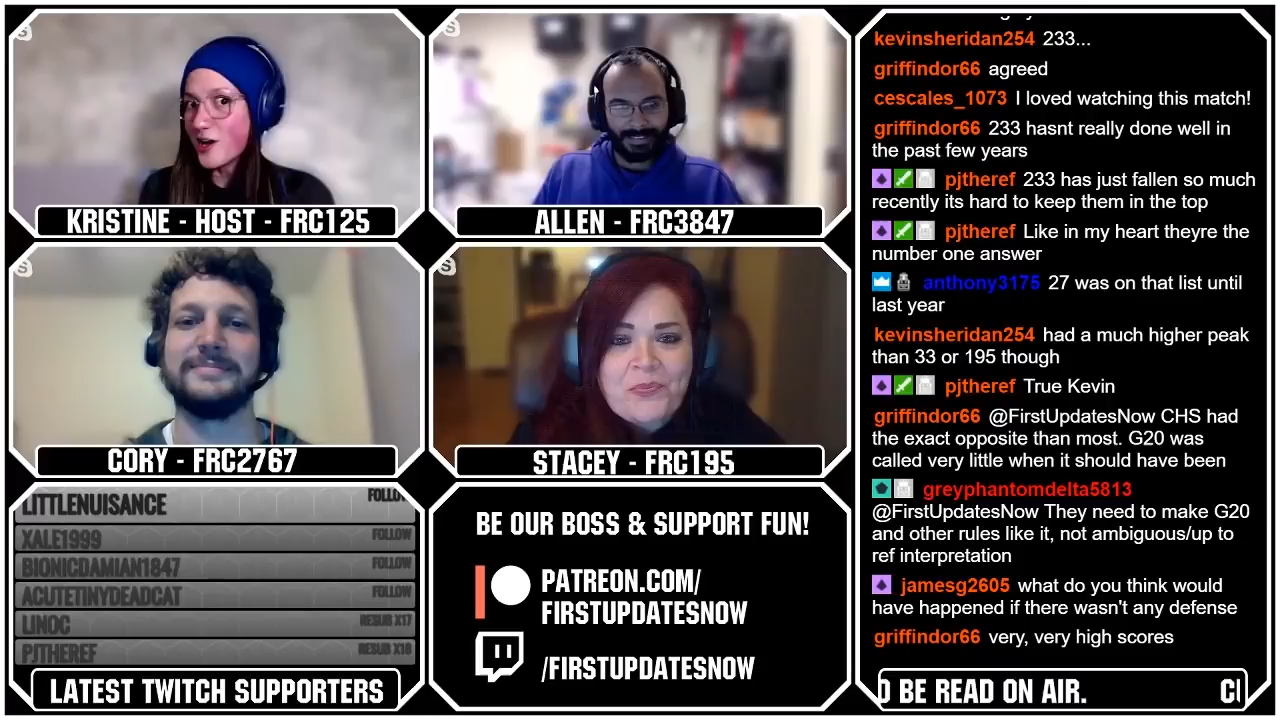 KRISTINE - HOST - FRC125
ALLEN - FRC3847
CORY - FRC2767
STACEY - FRC195
LITTLENUISANCE
FOLLOW
XALE1999
FOLLOW
BIONICDAMIAN1847
FOLLOW
ACUTETINYDEADCAT
FOLLOW
LINOC
RESUB X17
PJTHEREF
RESUB X18
LATEST TWITCH SUPPORTERS
BE OUR BOSS & SUPPORT FUN!
PATREON.COM/
FIRSTUPDATESNOW
/FIRSTUPDATESNOW
kevinsheridan254 233...
griffindor66 agreed
cescales_1073 I loved watching this match!
griffindor66 233 hasnt really done well in
the past few years
pjtheref 233 has just fallen so much
recently its hard to keep them in the top
pjtheref Like in my heart theyre the
number one answer
anthony3175 27 was on that list until
last year
kevinsheridan254 had a much higher peak
than 33 or 195 though
pjtheref True Kevin
griffindor66 @FirstUpdatesNow CHS had
the exact opposite than most. G20 was
called very little when it should have been
greyphantomdelta5813
@FirstUpdatesNow They need to make G20
and other rules like it, not ambiguous/up to
ref interpretation
jamesg2605 what do you think would
have happened if there wasn't any defense
griffindor66 very, very high scores
O BE READ ON AIR.